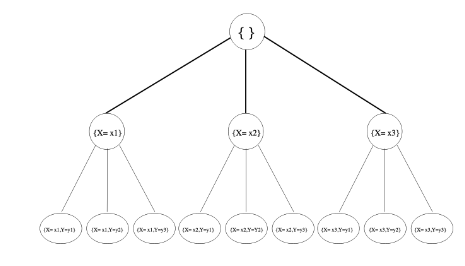 { }
{X= x1} {X= x2} {X= x3}
{X= x1,Y=y1} {X= x1,Y=y2} {X= x1,Y=y3} {X= x2,Y=y1} {X= x2,Y=Y2} {X= x2,Y=y3} {X= x3,Y=y1} {X= x3,Y=y2} {X= x3,Y=y3}